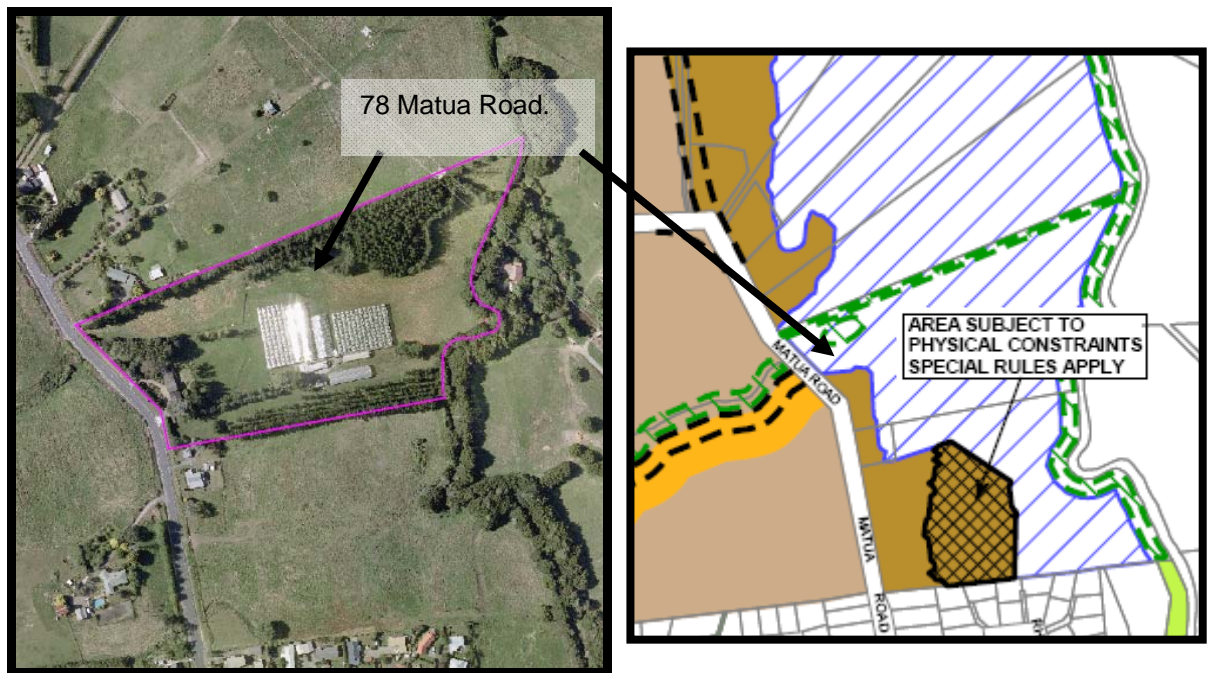 78 Matua Road.
AREA SUBJECT TO
PHYSICAL CONSTRAINTS
SPECIAL RULES APPLY
MATUA ROAD
MATUA
ROAD